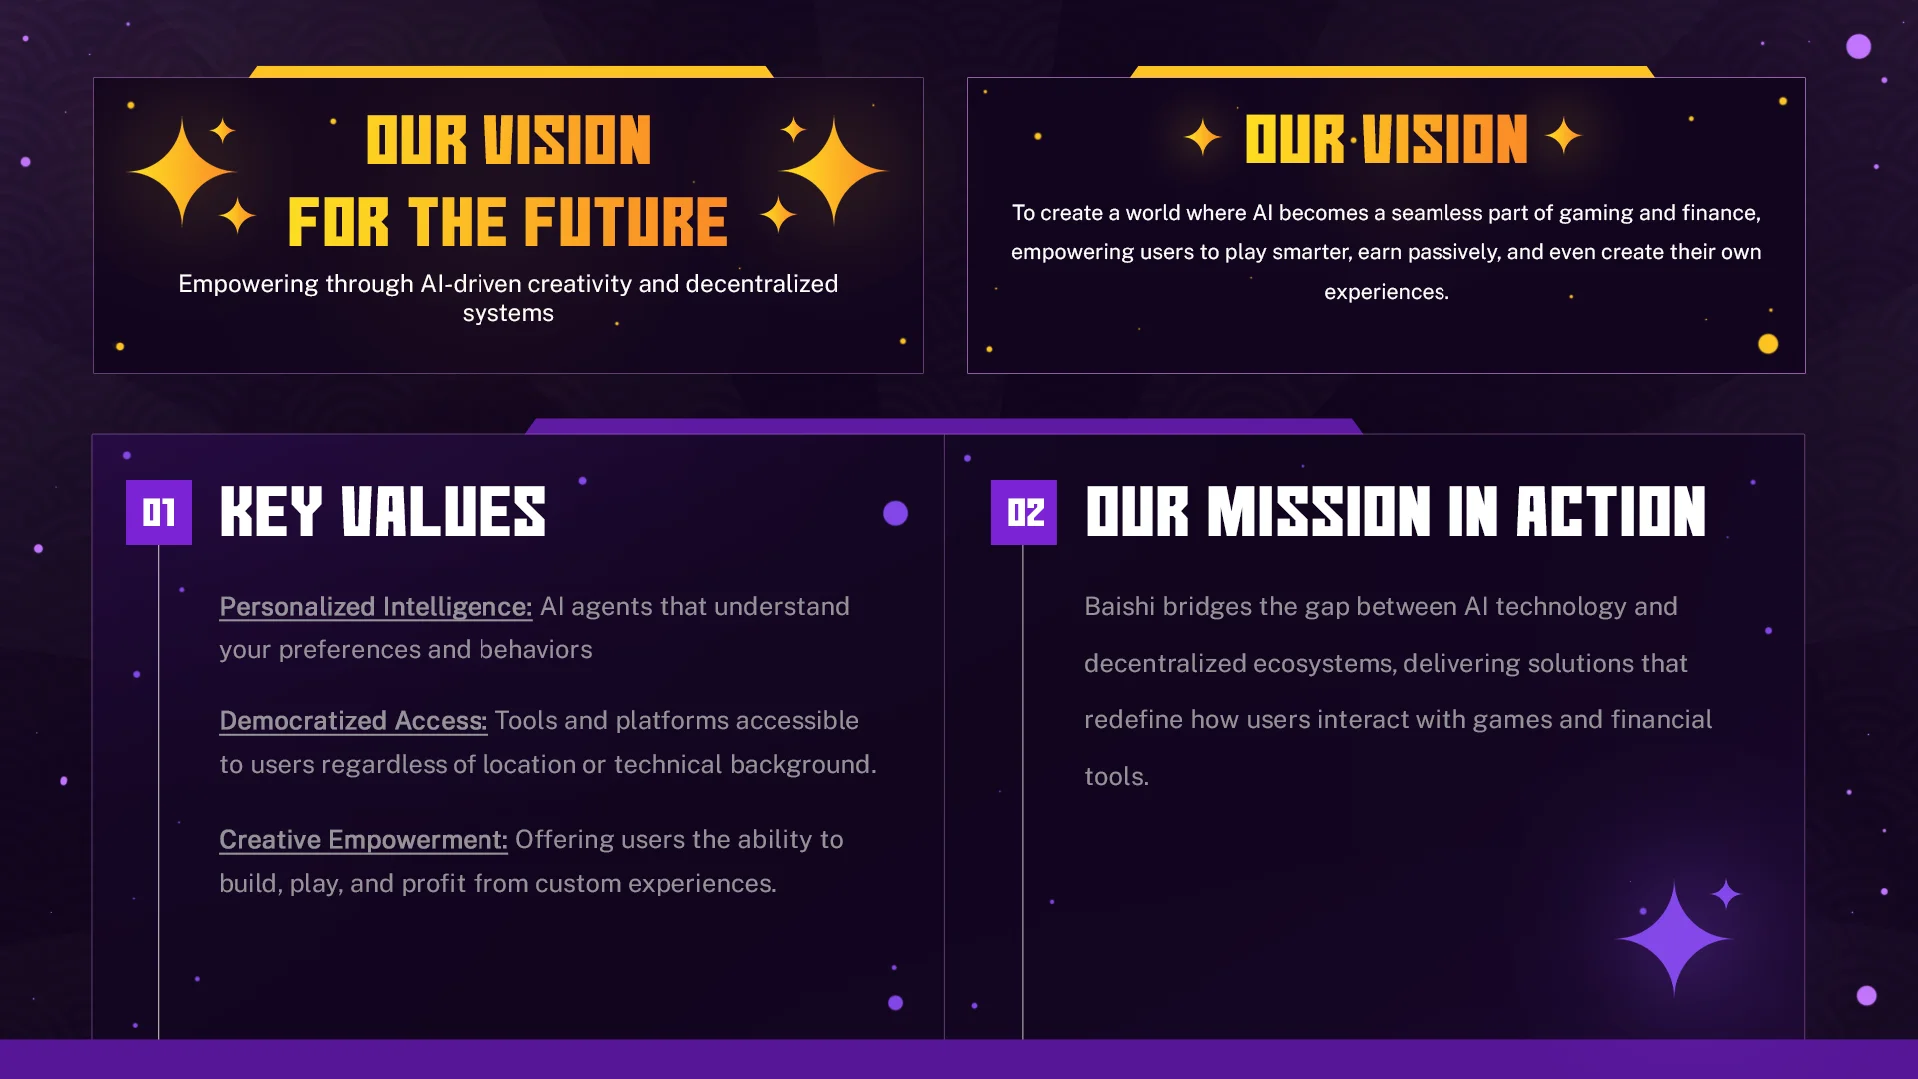 OUR VISION
FOR THE FUTURE
Empowering through AI-driven creativity and decentralized
systems
OUR VISION
To create a world where AI becomes a seamless part of gaming and finance,
empowering users to play smarter, earn passively, and even create their own
experiences.
01
KEY VALUES
Personalized Intelligence: AI agents that understand
your preferences and behaviors
Democratized Access: Tools and platforms accessible
to users regardless of location or technical background.
Creative Empowerment: Offering users the ability to
build, play, and profit from custom experiences.
02
OUR MISSION IN ACTION
Baishi bridges the gap between AI technology and
decentralized ecosystems, delivering solutions that
redefine how users interact with games and financial
tools.